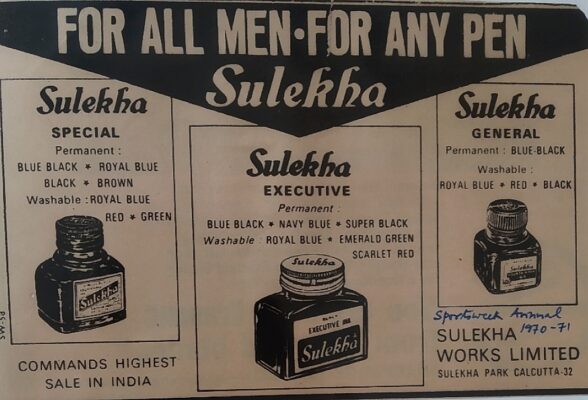 FOR ALL MEN•FOR ANY PEN
Sulekha
Sulekha
SPECIAL
Permanent :
BLUE BLACK * ROYAL BLUE
BLACK * BROWN
Washable : ROYAL BLUE
RED * GREEN
Sulekha
COMMANDS HIGHEST
SALE IN INDIA
Sulekha
EXECUTIVE
Permanent :
BLUE BLACK * NAVY BLUE * SUPER BLACK
Washable : ROYAL BLUE * EMERALD GREEN
SCARLET RED
Sulekha
EXECUTIVE INK
Sulekha
Sulekha
GENERAL
Permanent : BLUE-BLACK
Washable :
ROYAL BLUE * RED * BLACK
Sulekha
Sportsweek Annual
1970-71
SULEKHA
WORKS LIMITED
SULEKHA PARK CALCUTTA-32